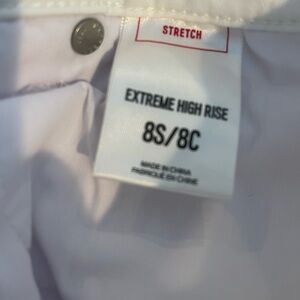 STRETCH
EXTREME HIGH RISE
8S/8C
MADE IN CHINA
FABRIQUÉ EN CHINE